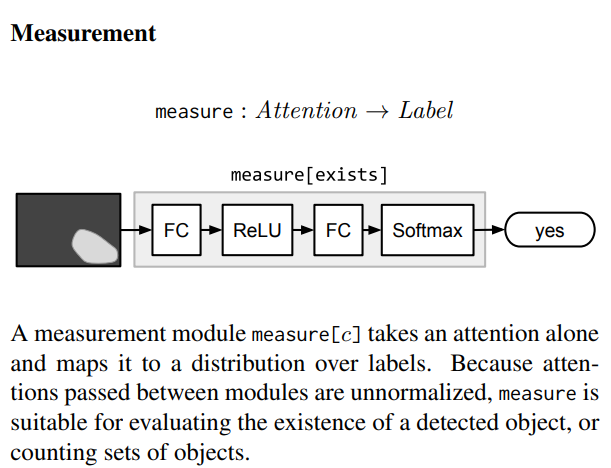 Measurement
measure : Attention → Label
measure[exists]
FC ReLU FC Softmax yes
A measurement module measure[c] takes an attention alone
and maps it to a distribution over labels. Because atten-
tions passed between modules are unnormalized, measure is
suitable for evaluating the existence of a detected object, or
counting sets of objects.